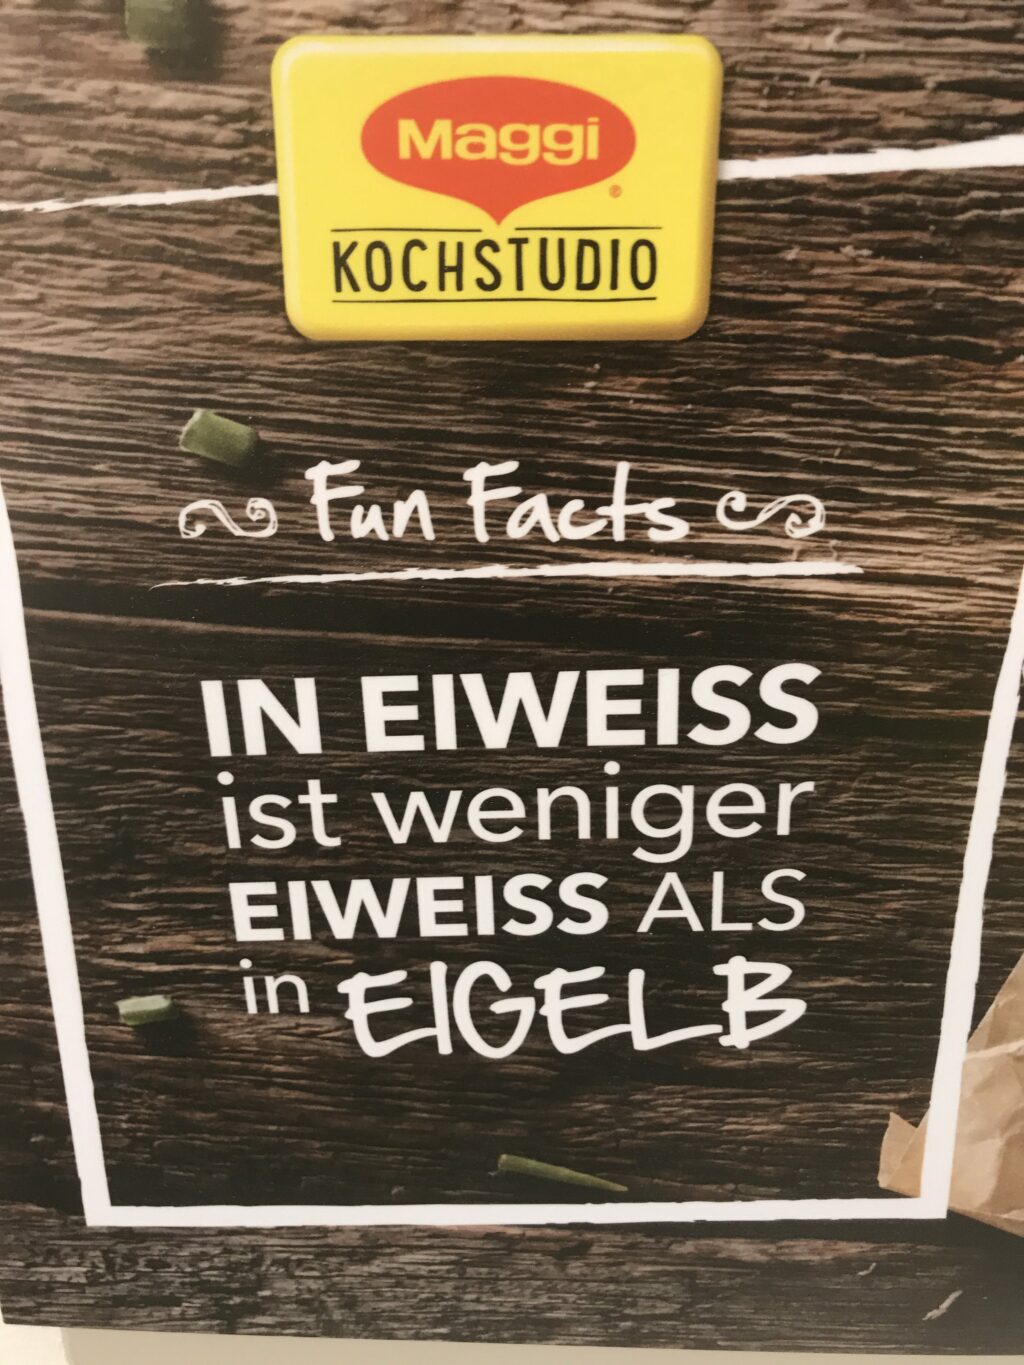 Maggi
®
KOCHSTUDIO
Fun Facts
IN EIWEISS
ist weniger
EIWEISS ALS
in EIGELB